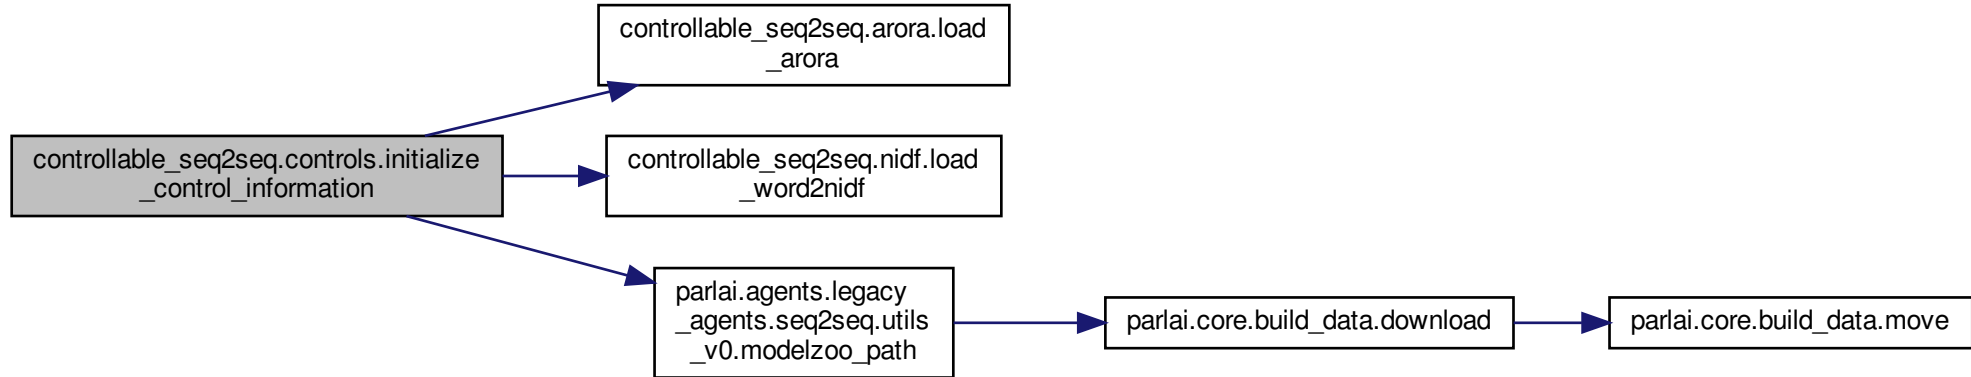 controllable_seq2seq.arora.load
_arora
controllable_seq2seq.controls.initialize
_control_information
controllable_seq2seq.nidf.load
_word2nidf
parlai.agents.legacy
_agents.seq2seq.utils
_v0.modelzoo_path
parlai.core.build_data.download
parlai.core.build_data.move